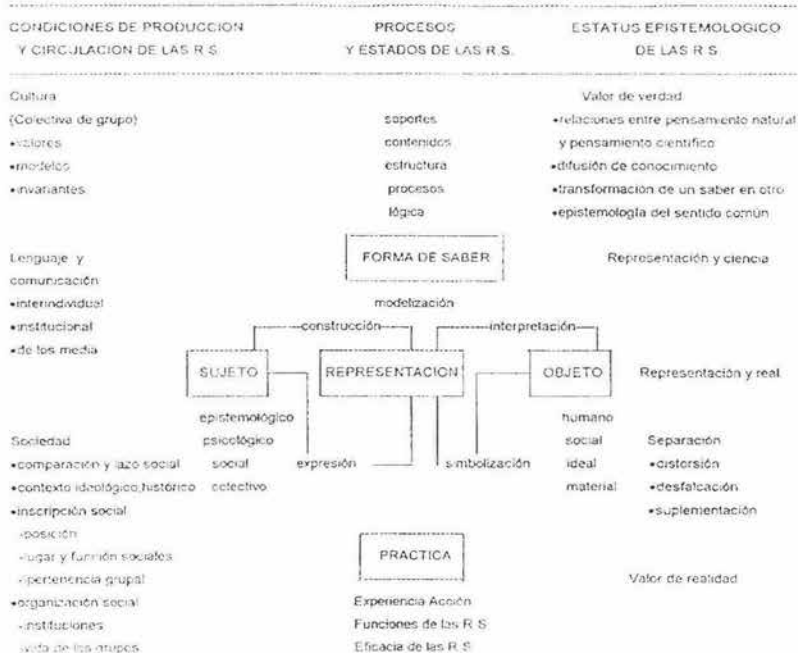 CONDICIONES DE PRODUCCION
Y CIRCULACION DE LAS R.S.
PROCESOS
Y ESTADOS DE LAS R.S.
ESTATUS EPISTEMOLOGICO
DE LAS R.S.
Cultura
(Colectiva de grupo)
•valores
•modelos
•invariantes
soportes
contenidos
estructura
procesos
lógica
Valor de verdad
•relaciones entre pensamiento natural
y pensamiento científico
•difusión de conocimiento
•transformación de un saber en otro
•epistemología del sentido común
Lenguaje y
comunicación
•interindividual
•institucional
•de los media
FORMA DE SABER
modelización
Representación y ciencia
construcción
interpretación
SUJETO
REPRESENTACION
OBJETO
Representación y real
epistemológico
psicológico
social
colectivo
expresión
simbolización
humano
social
ideal
material
Sociedad
•comparación y lazo social
•contexto ideológico,histórico
•inscripción social
-posición
-lugar y función sociales
-pertenencia grupal
•organización social
-instituciones
-vida de los grupos
Separación
•distorsión
•desfalcación
•suplementación
PRACTICA
Experiencia Acción
Funciones de las R.S
Eficacia de las R.S
Valor de realidad